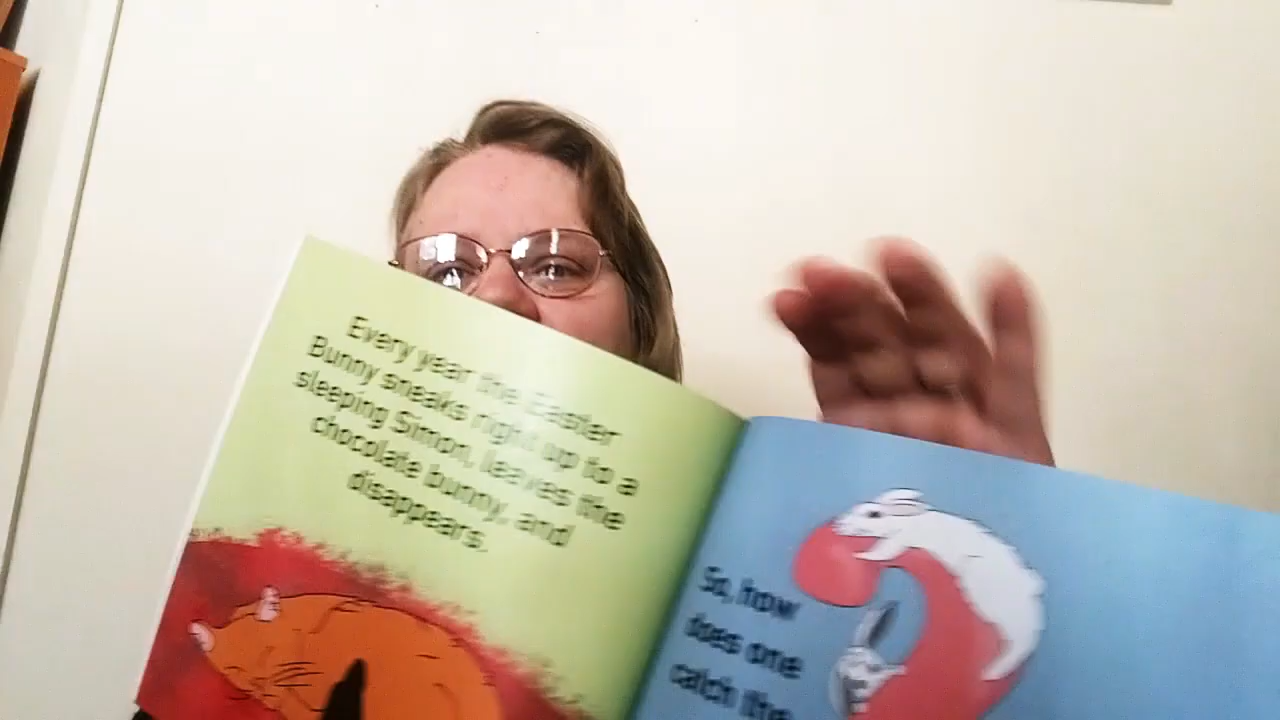 Every year the Easter
Bunny sneaks right up to a
sleeping Simon, leaves the
chocolate bunny, and
disappears.
So, how
does one
catch the